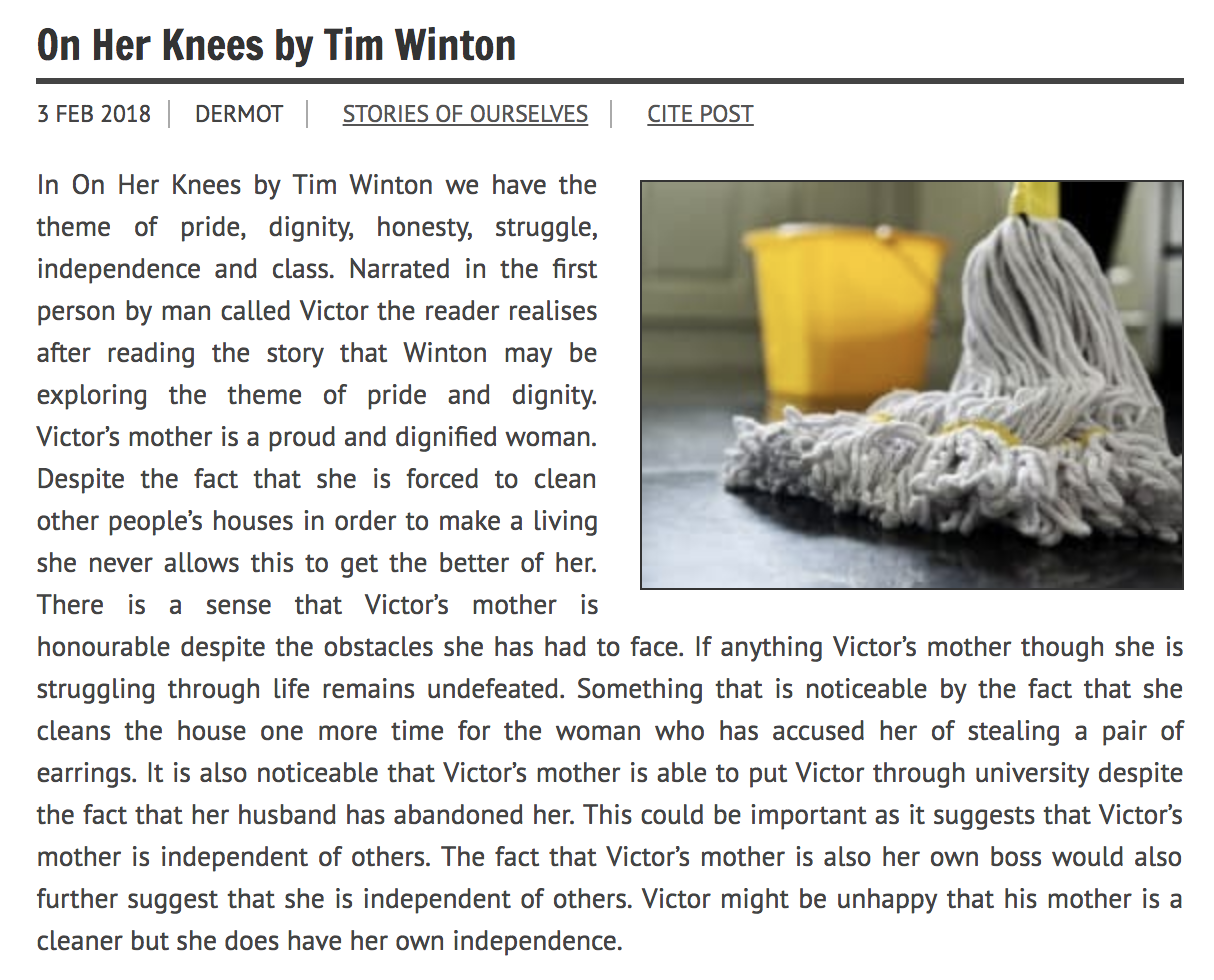 On Her Knees by Tim Winton
3 FEB 2018 DERMOT STORIES OF OURSELVES CITE POST
In On Her Knees by Tim Winton we have the
theme of pride, dignity, honesty, struggle,
independence and class. Narrated in the first
person by man called Victor the reader realises
after reading the story that Winton may be
exploring the theme of pride and dignity.
Victor’s mother is a proud and dignified woman.
Despite the fact that she is forced to clean
other people’s houses in order to make a living
she never allows this to get the better of her.
There is a sense that Victor’s mother is
honourable despite the obstacles she has had to face. If anything Victor’s mother though she is
struggling through life remains undefeated. Something that is noticeable by the fact that she
cleans the house one more time for the woman who has accused her of stealing a pair of
earrings. It is also noticeable that Victor’s mother is able to put Victor through university despite
the fact that her husband has abandoned her. This could be important as it suggests that Victor’s
mother is independent of others. The fact that Victor’s mother is also her own boss would also
further suggest that she is independent of others. Victor might be unhappy that his mother is a
cleaner but she does have her own independence.